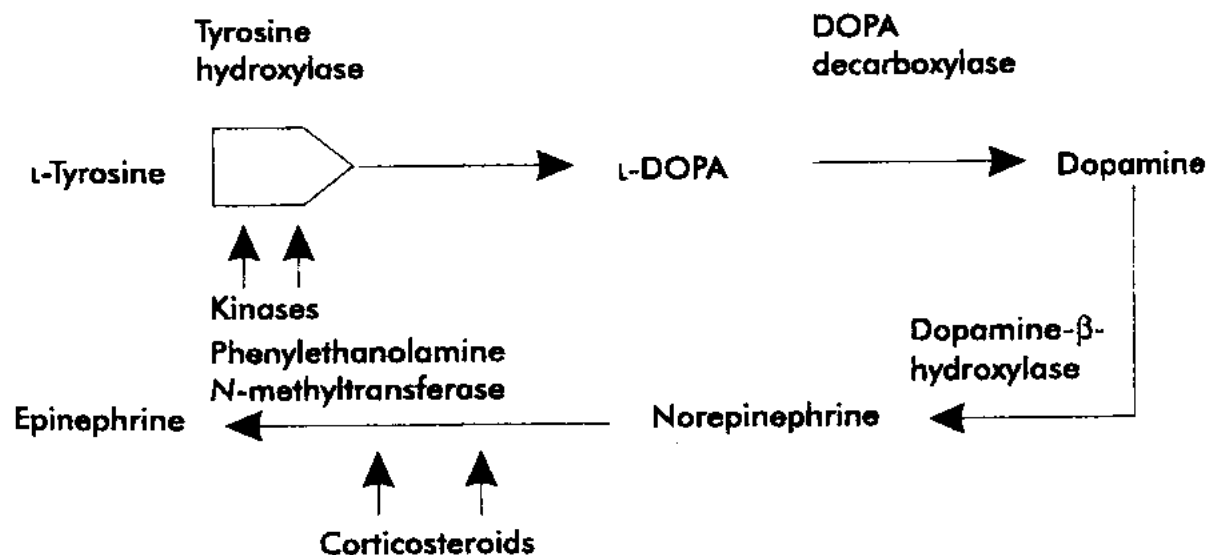 Tyrosine
hydroxylase
DOPA
decarboxylase
L-Tyrosine
L-DOPA
Dopamine
Kinases
Phenylethanolamine
N-methyltransferase
Dopamine-β-
hydroxylase
Epinephrine
Norepinephrine
Corticosteroids